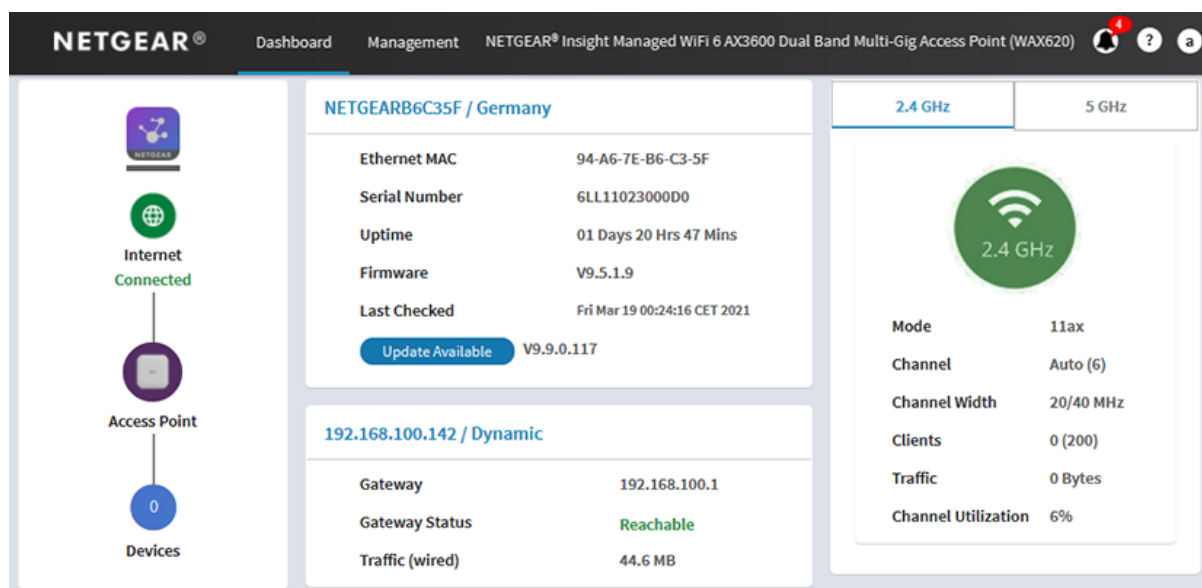 NETGEAR®
Dashboard
Management
NETGEAR® Insight Managed WiFi 6 AX3600 Dual Band Multi-Gig Access Point (WAX620)
4
?
a
NETGEAR
Internet
Connected
Access Point
0
Devices
NETGEARB6C35F / Germany
Ethernet MAC 94-A6-7E-B6-C3-5F
Serial Number 6LL11023000D0
Uptime 01 Days 20 Hrs 47 Mins
Firmware V9.5.1.9
Last Checked Fri Mar 19 00:24:16 CET 2021
Update Available V9.9.0.117
192.168.100.142 / Dynamic
Gateway 192.168.100.1
Gateway Status Reachable
Traffic (wired) 44.6 MB
2.4 GHz
5 GHz
2.4 GHz
Mode 11ax
Channel Auto (6)
Channel Width 20/40 MHz
Clients 0 (200)
Traffic 0 Bytes
Channel Utilization 6%